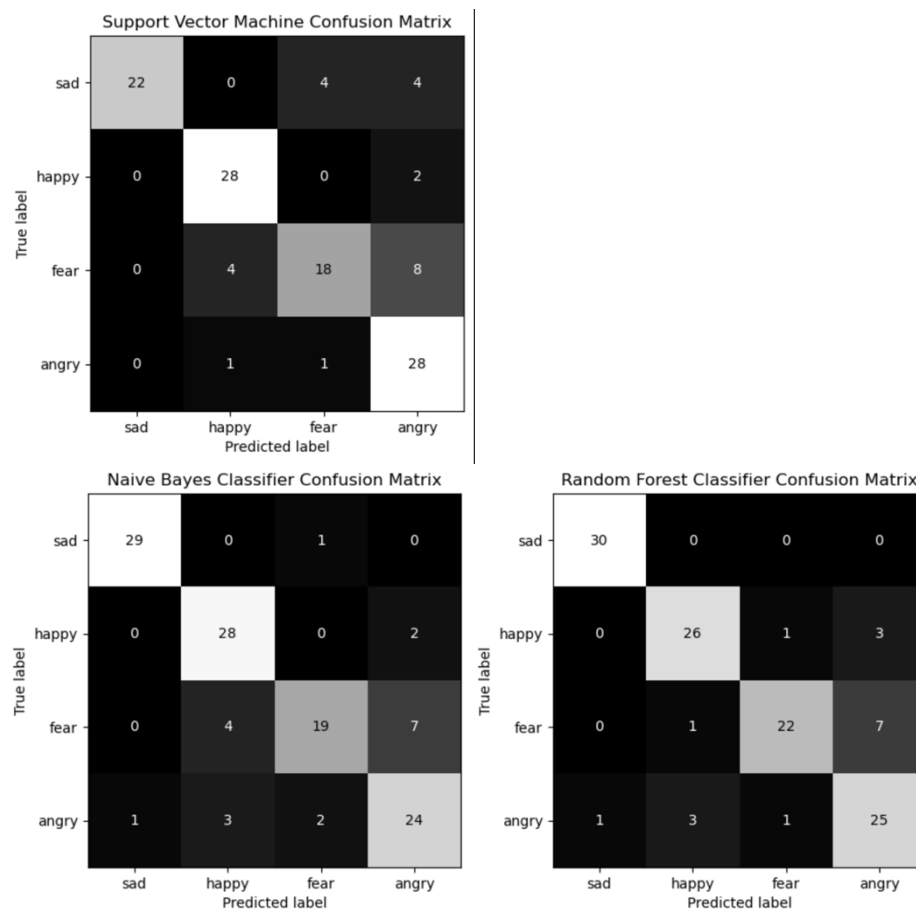 Support Vector Machine Confusion Matrix
sad 22 0 4 4
happy 0 28 0 2
fear 0 4 18 8
angry 0 1 1 28
True label
sad happy fear angry
Predicted label
Naive Bayes Classifier Confusion Matrix
sad 29 0 1 0
happy 0 28 0 2
fear 0 4 19 7
angry 1 3 2 24
True label
sad happy fear angry
Predicted label
Random Forest Classifier Confusion Matrix
sad 30 0 0 0
happy 0 26 1 3
fear 0 1 22 7
angry 1 3 1 25
True label
sad happy fear angry
Predicted label